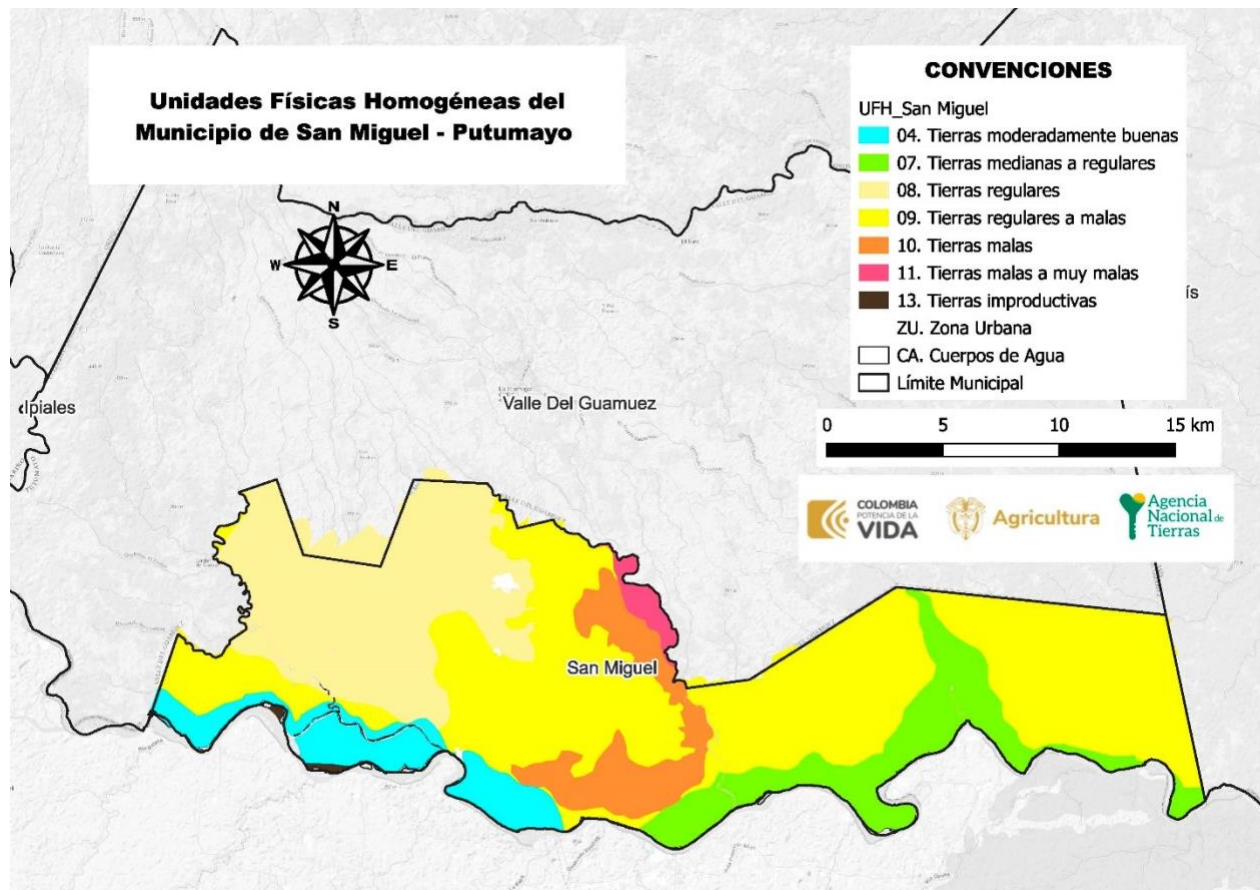 Unidades Físicas Homogéneas del
Municipio de San Miguel - Putumayo
CONVENCIONES
UFH_San Miguel
04. Tierras moderadamente buenas
07. Tierras medianas a regulares
08. Tierras regulares
09. Tierras regulares a malas
10. Tierras malas
11. Tierras malas a muy malas
13. Tierras improductivas
ZU. Zona Urbana
CA. Cuerpos de Agua
Límite Municipal
0 5 10 15 km
COLOMBIA
POTENCIA DE LA
VIDA
Agricultura
Agencia
Nacional de
Tierras
N
W E
S
ís
Ipiales
Valle Del Guamuez
San Miguel